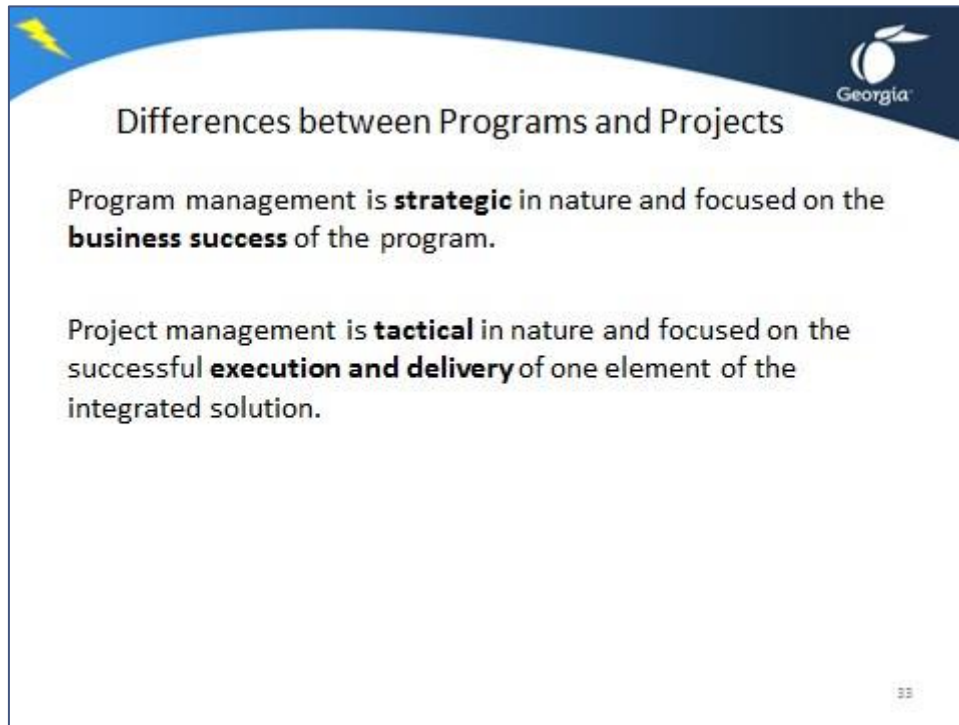 Georgia
Differences between Programs and Projects
Program management is strategic in nature and focused on the
business success of the program.
Project management is tactical in nature and focused on the
successful execution and delivery of one element of the
integrated solution.
33